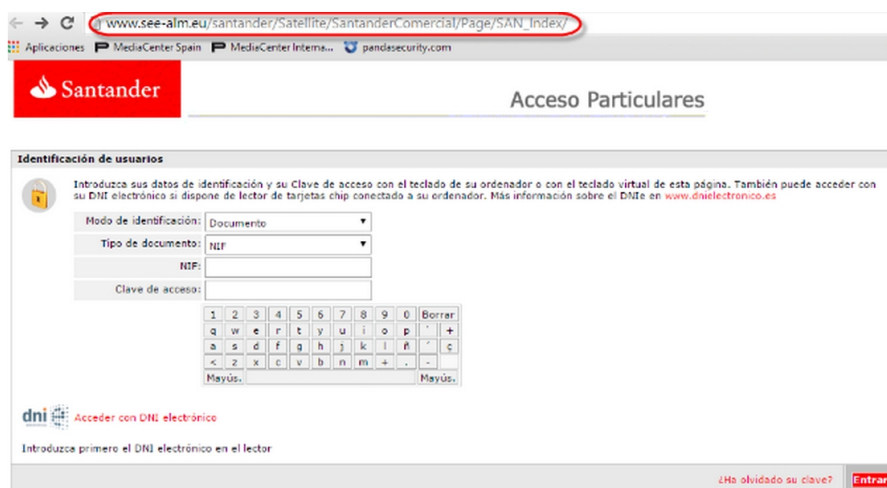 www.see-alm.eu/santander/Satellite/SantanderComercial/Page/SAN_Index/
Aplicaciones MediaCenter Spain MediaCenter Interna... pandasecurity.com
Santander
Acceso Particulares
Identificación de usuarios
Introduzca sus datos de identificación y su Clave de acceso con el teclado de su ordenador o con el teclado virtual de esta página. También puede acceder con
su DNI electrónico si dispone de lector de tarjetas chip conectado a su ordenador. Más información sobre el DNIe en www.dnielectronico.es
Modo de identificación: Documento
Tipo de documento: NIF
NIF:
Clave de acceso:
1 2 3 4 5 6 7 8 9 0 Borrar
q w e r t y u i o p ` +
a s d f g h j k l ñ ´ ç
< z x c v b n m + . -
Mayús. Mayús.
dni Acceder con DNI electrónico
Introduzca primero el DNI electrónico en el lector
¿Ha olvidado su clave? Entrar